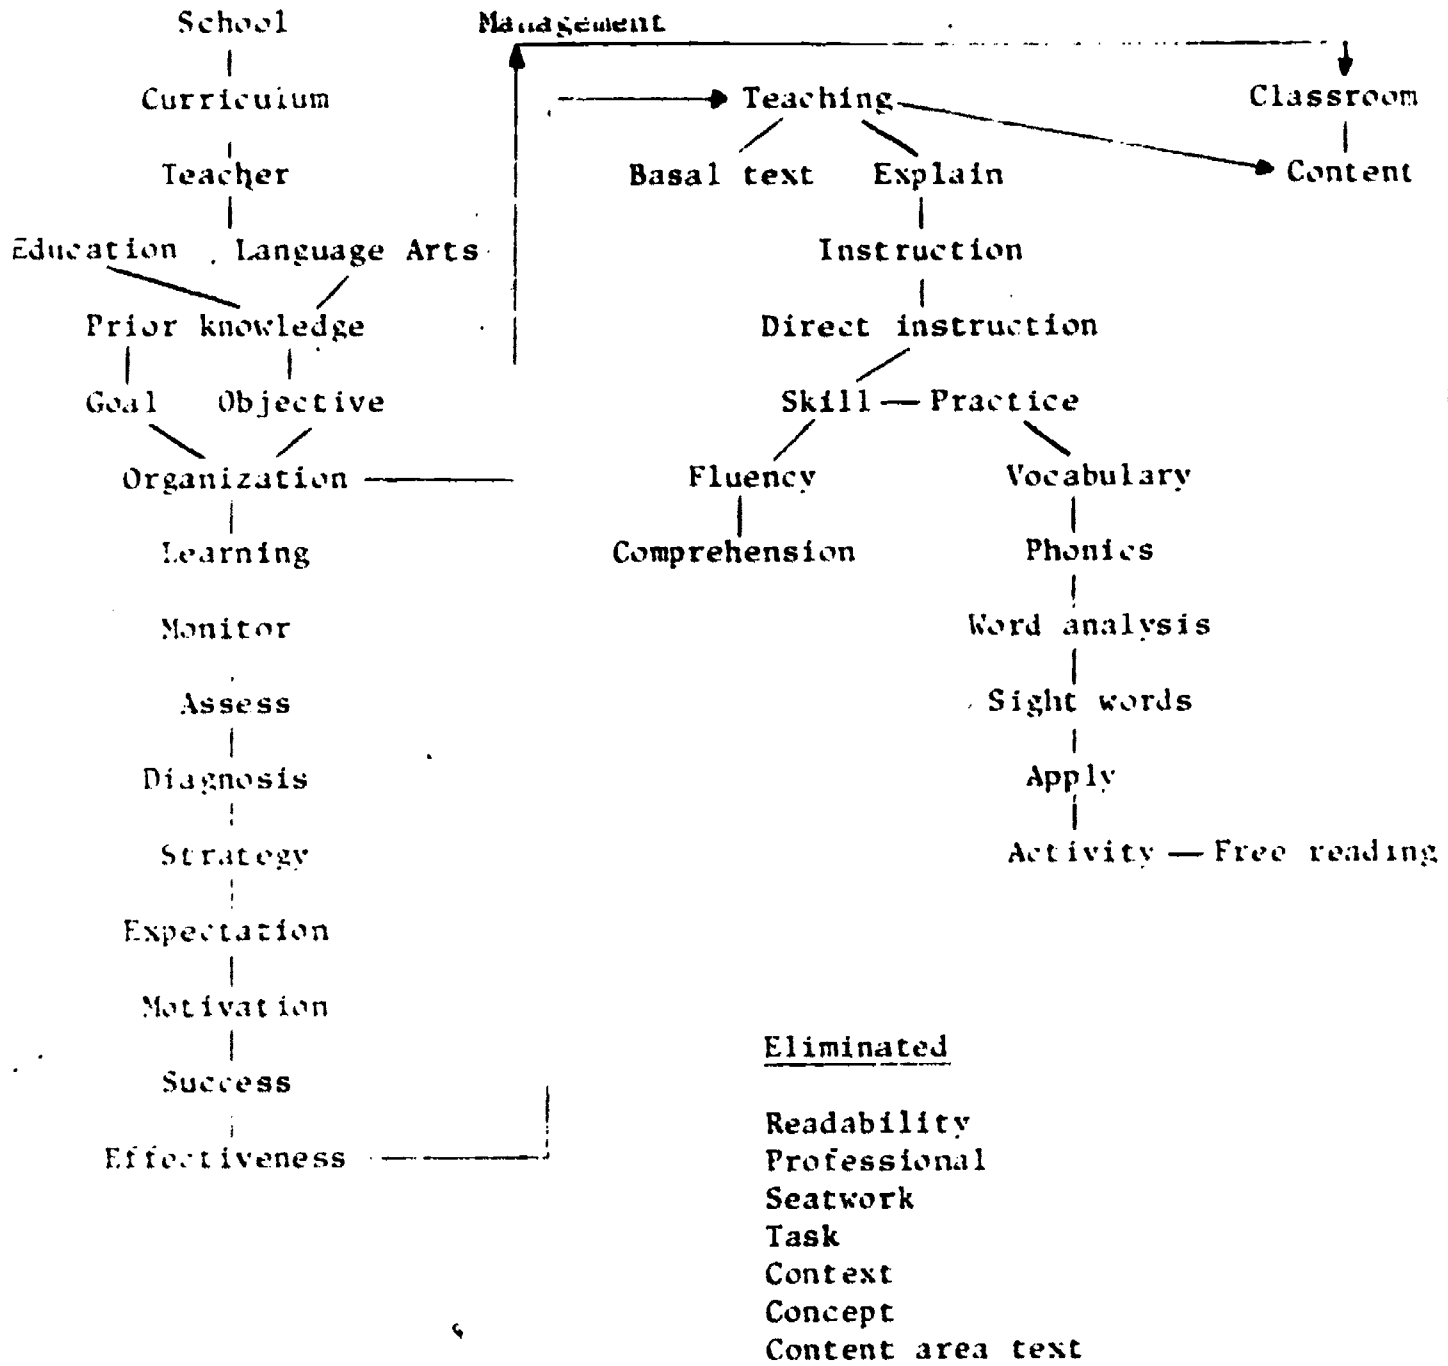 School Management
Curriculum Teaching Classroom
Teacher Basal text Explain Content
Education Language Arts Instruction
Prior knowledge Direct instruction
Goal Objective Skill — Practice
Organization Fluency Vocabulary
Learning Comprehension Phonics
Monitor Word analysis
Assess Sight words
Diagnosis Apply
Strategy Activity — Free reading
Expectation
Motivation
Eliminated
Success
Readability
Effectiveness Professional
Seatwork
Task
Context
Concept
Content area text